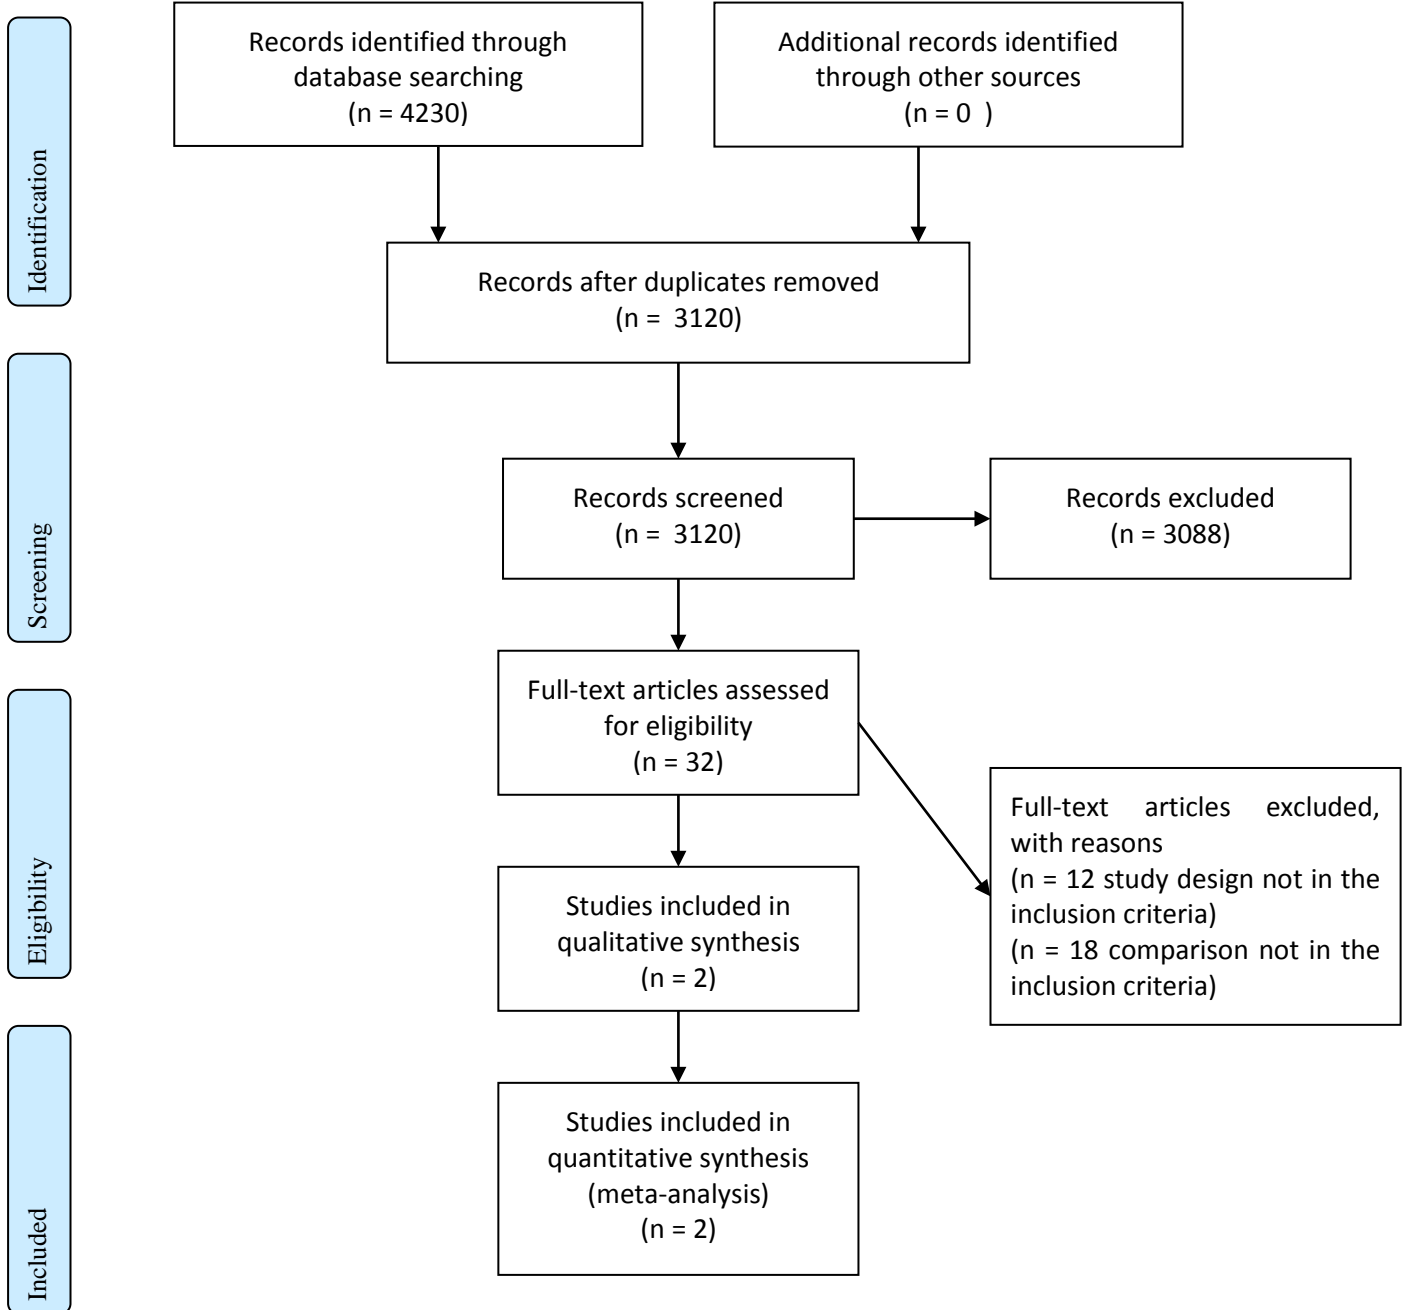 Records identified through
database searching
(n = 4230)
Additional records identified
through other sources
(n = 0  )
Identification
Records after duplicates removed
(n =  3120)
Screening
Records screened
(n =  3120)
Records excluded
(n = 3088)
Full-text articles assessed
for eligibility
(n = 32)
Full-text articles excluded,
with reasons
(n = 12 study design not in the
inclusion criteria)
(n = 18 comparison not in the
inclusion criteria)
Eligibility
Studies included in
qualitative synthesis
(n = 2)
Included
Studies included in
quantitative synthesis
(meta-analysis)
(n = 2)